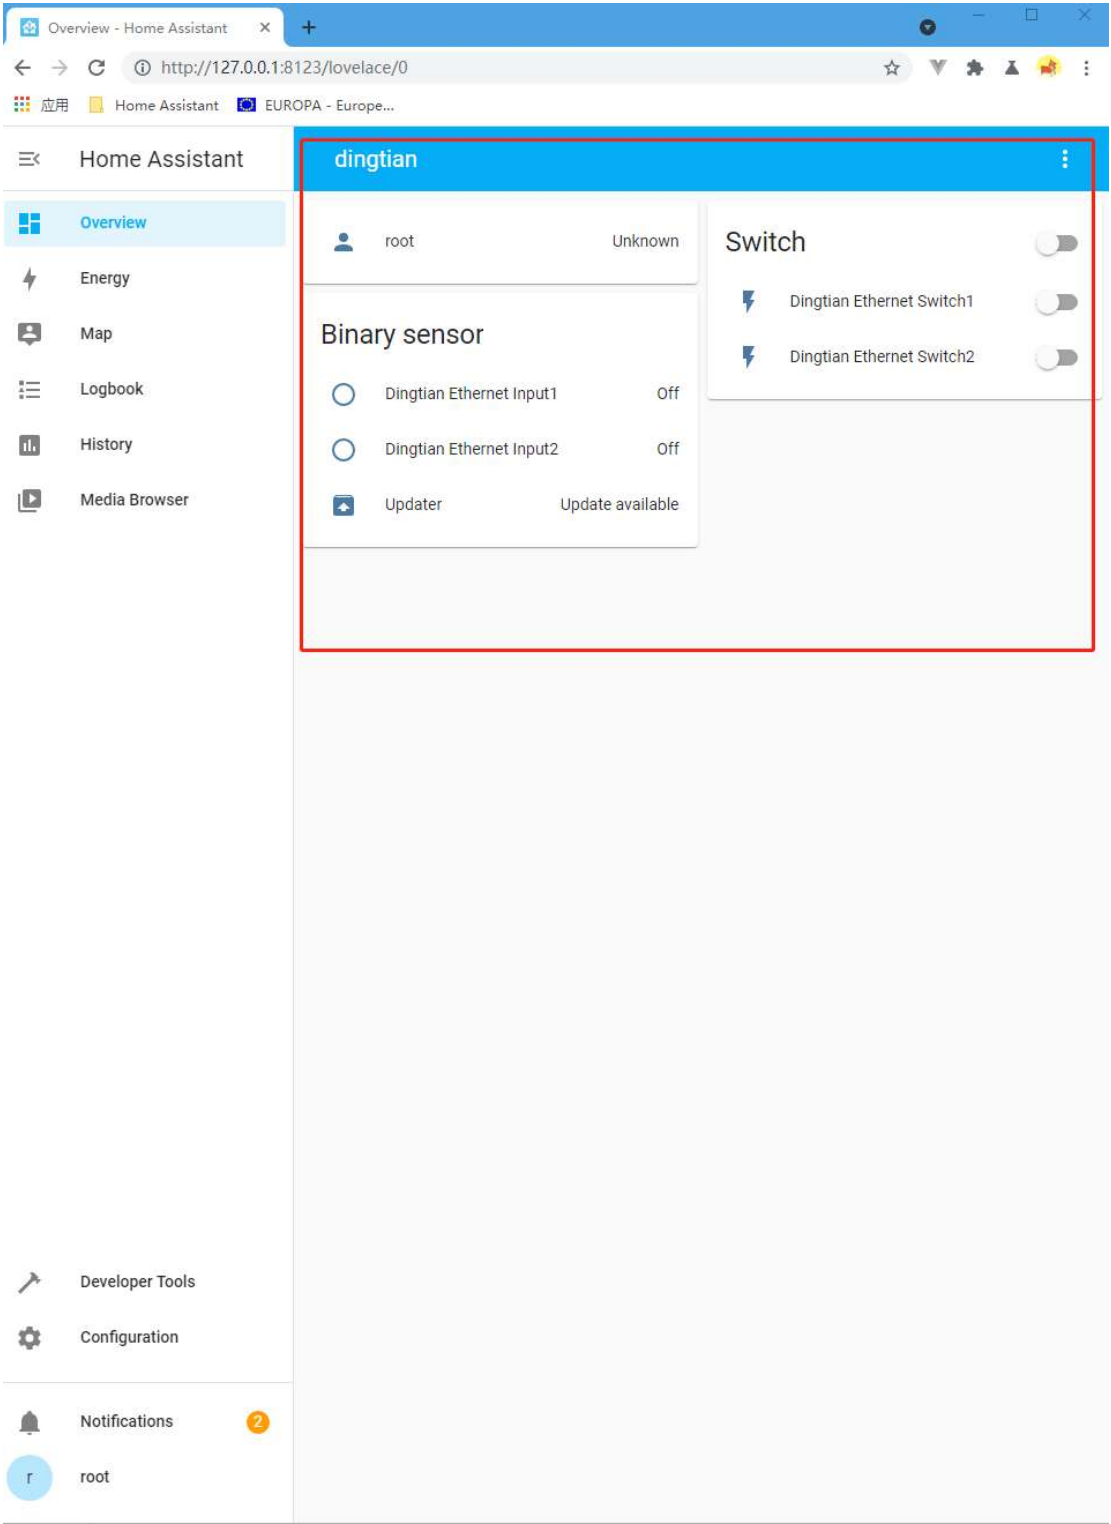 Overview - Home Assistant
http://127.0.0.1:8123/lovelace/0
应用 Home Assistant EUROPA - Europe...
Home Assistant
dingtian
Overview
Energy
Map
Logbook
History
Media Browser
root Unknown
Binary sensor
Dingtian Ethernet Input1 Off
Dingtian Ethernet Input2 Off
Updater Update available
Switch
Dingtian Ethernet Switch1
Dingtian Ethernet Switch2
Developer Tools
Configuration
Notifications 2
r root